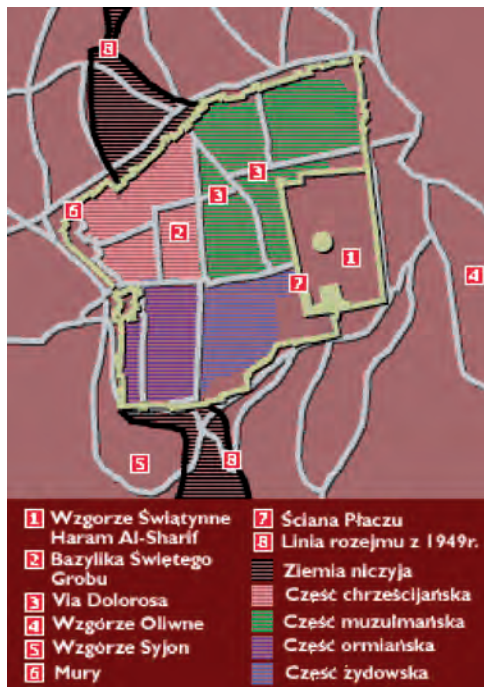 8
6
3
3
2
1
7
4
5
8
1 Wzgorze Świątynne
Haram Al-Sharif
2 Bazylika Świętego
Grobu
3 Via Dolorosa
4 Wzgórze Oliwne
5 Wzgórze Syjon
6 Mury
7 Ściana Płaczu
8 Linia rozejmu z 1949r.
Ziemia niczyja
Część chrześcijańska
Część muzułmańska
Część ormiańska
Część żydowska